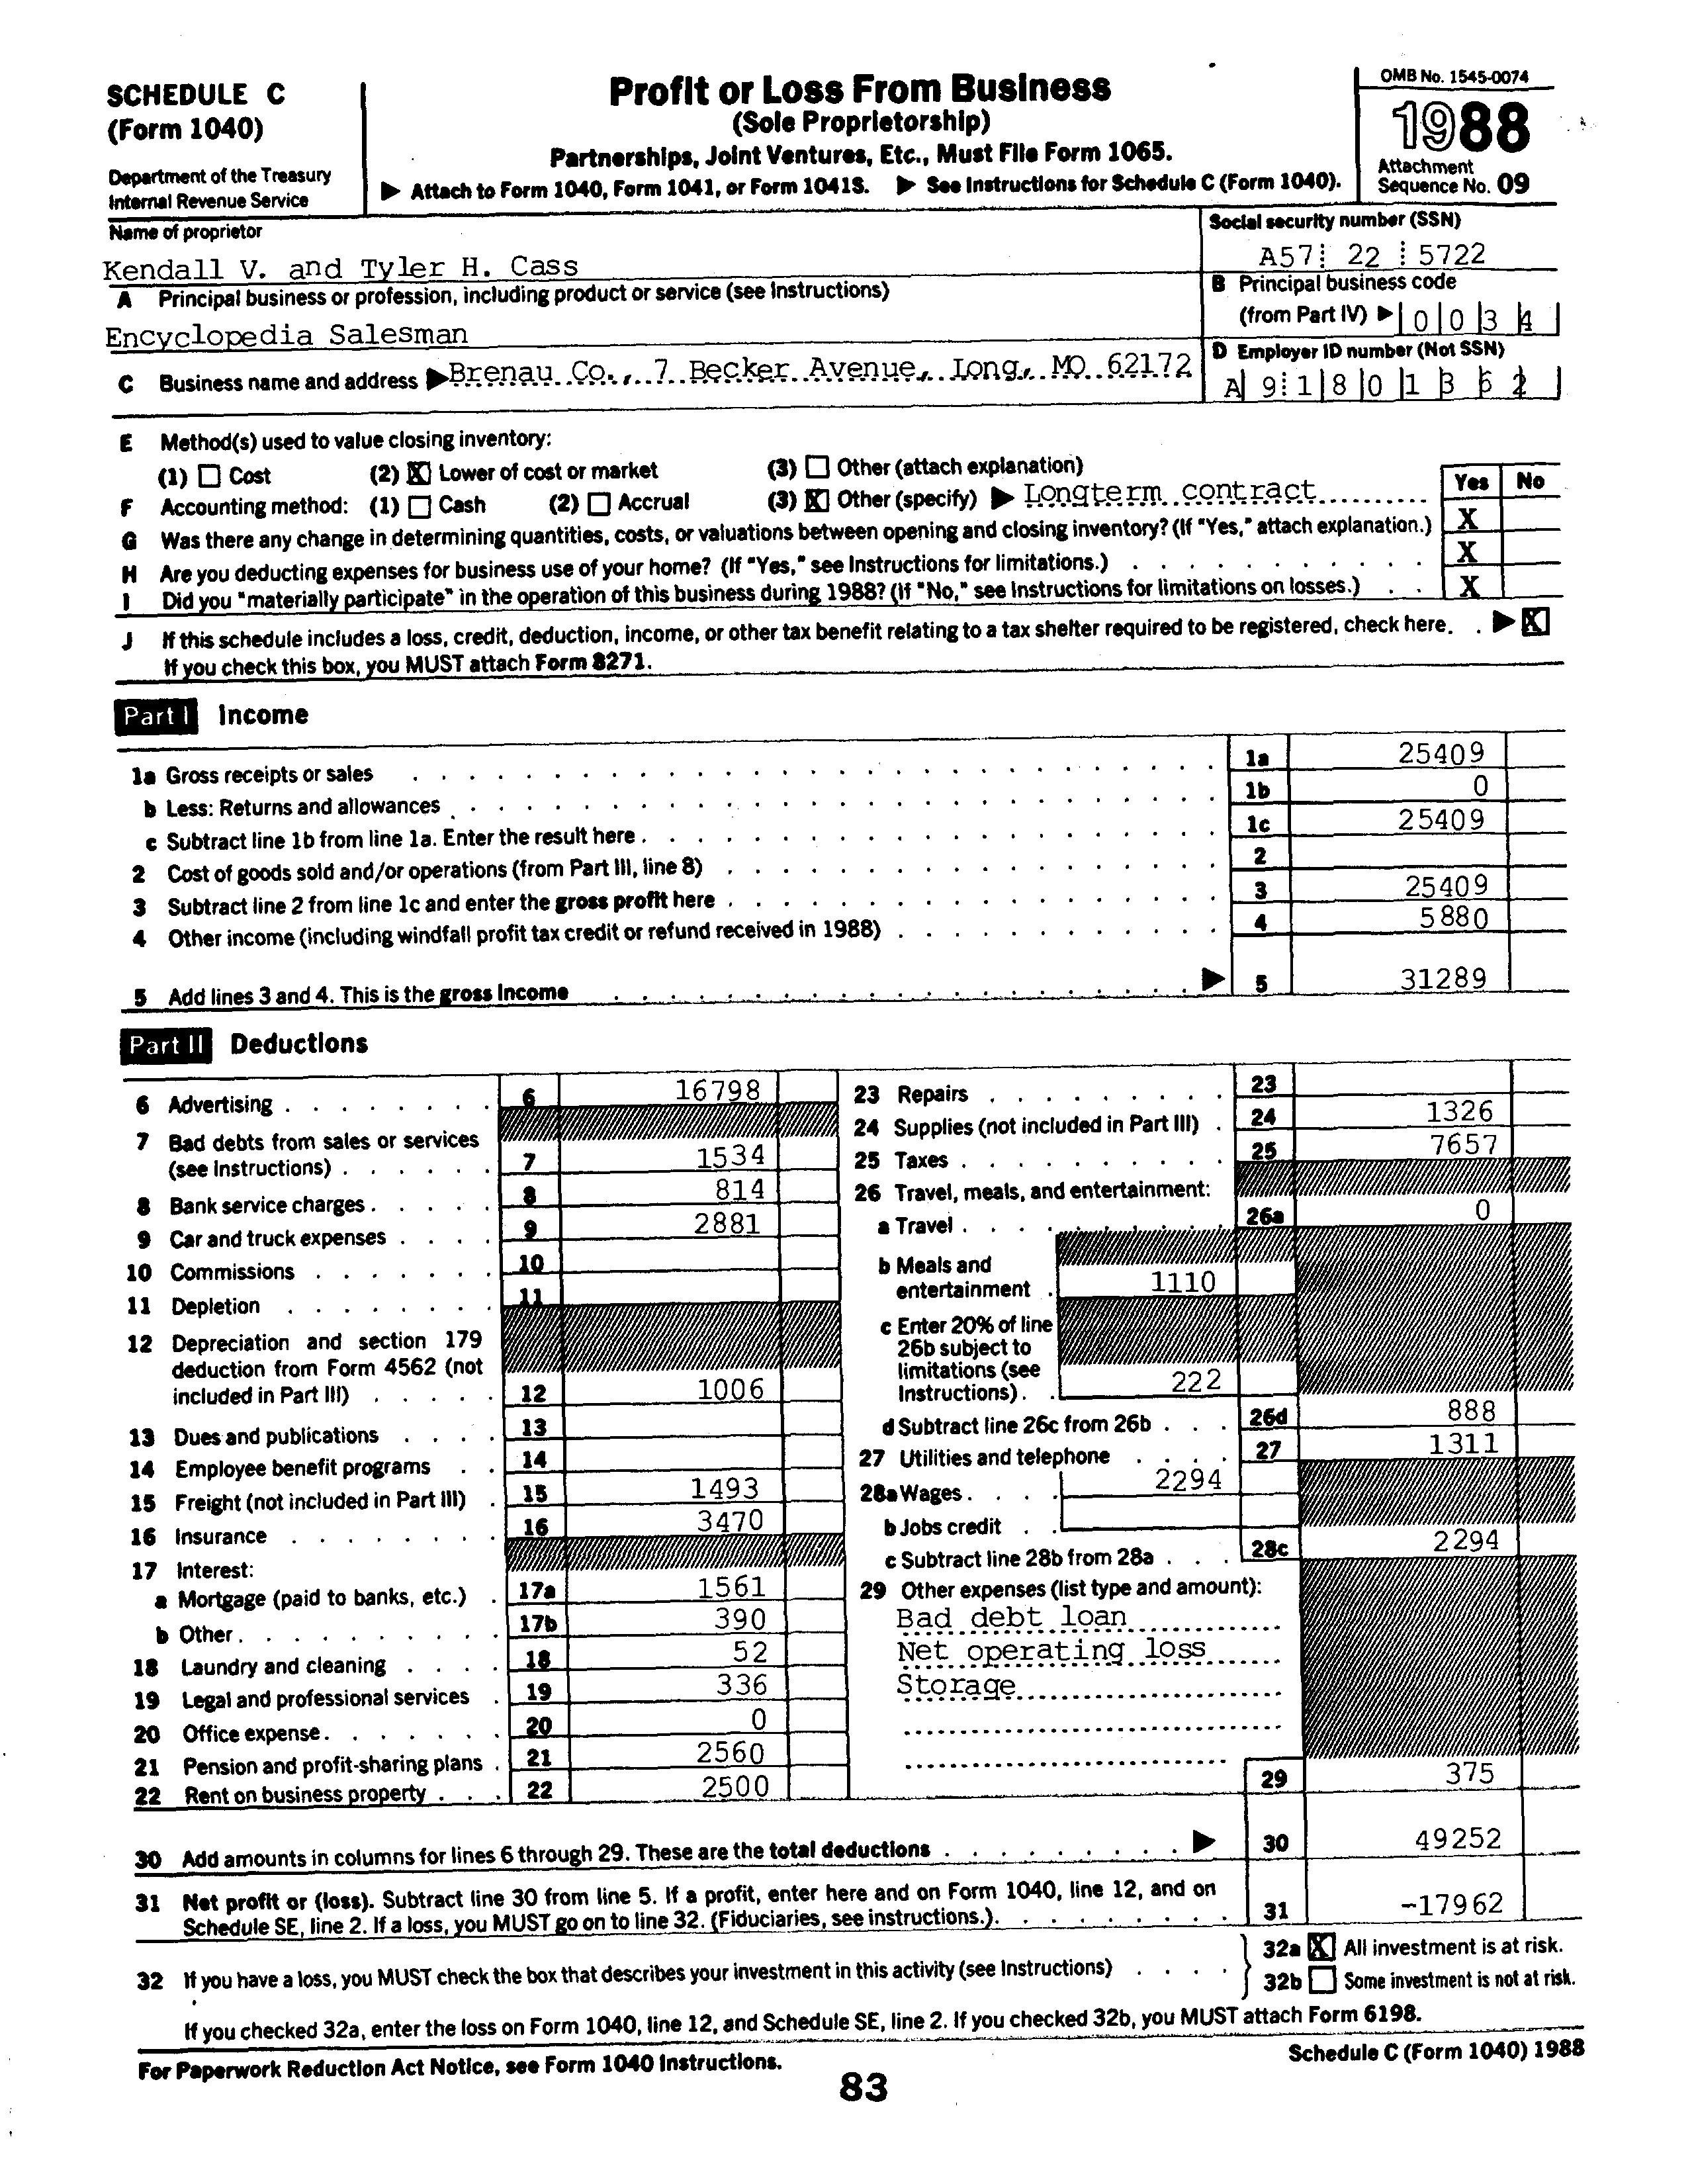 SCHEDULE C
(Form 1040)
Department of the Treasury
Internal Revenue Service
Profit or Loss From Business
(Sole Proprietorship)
Partnerships, Joint Ventures, Etc., Must File Form 1065.
▶ Attach to Form 1040, Form 1041, or Form 1041S. ▶ See Instructions for Schedule C (Form 1040).
OMB No. 1545-0074
1988
Attachment
Sequence No. 09
Name of proprietor
Kendall V. and Tyler H. Cass
Social security number (SSN)
A57 22 5722
A Principal business or profession, including product or service (see Instructions)
Encyclopedia Salesman
B Principal business code
(from Part IV) ▶ 0 0 3 4
C Business name and address ▶ Brenau Co., 7 Becker Avenue, Long, MO 62172
D Employer ID number (Not SSN)
A 9 1 8 0 1 3 6 2
E Method(s) used to value closing inventory:
(1) ☐ Cost (2) ☒ Lower of cost or market (3) ☐ Other (attach explanation)
F Accounting method: (1) ☐ Cash (2) ☐ Accrual (3) ☒ Other (specify) ▶ Longterm contract
Yes No
G Was there any change in determining quantities, costs, or valuations between opening and closing inventory? (If "Yes," attach explanation.) X
H Are you deducting expenses for business use of your home? (If "Yes," see Instructions for limitations.) X
I Did you "materially participate" in the operation of this business during 1988? (If "No," see Instructions for limitations on losses.) X
J If this schedule includes a loss, credit, deduction, income, or other tax benefit relating to a tax shelter required to be registered, check here. ▶ ☒
If you check this box, you MUST attach Form 8271.
Part I Income
1a Gross receipts or sales 1a 25409
b Less: Returns and allowances 1b 0
c Subtract line 1b from line 1a. Enter the result here 1c 25409
2 Cost of goods sold and/or operations (from Part III, line 8) 2
3 Subtract line 2 from line 1c and enter the gross profit here 3 25409
4 Other income (including windfall profit tax credit or refund received in 1988) 4 5880
5 Add lines 3 and 4. This is the gross income ▶ 5 31289
Part II Deductions
6 Advertising 6 16798
7 Bad debts from sales or services
(see Instructions) 7 1534
8 Bank service charges 8 814
9 Car and truck expenses 9 2881
10 Commissions 10
11 Depletion 11
12 Depreciation and section 179
deduction from Form 4562 (not
included in Part III) 12 1006
13 Dues and publications 13
14 Employee benefit programs 14
15 Freight (not included in Part III) 15 1493
16 Insurance 16 3470
17 Interest:
a Mortgage (paid to banks, etc.) 17a 1561
b Other 17b 390
18 Laundry and cleaning 18 52
19 Legal and professional services 19 336
20 Office expense 20 0
21 Pension and profit-sharing plans 21 2560
22 Rent on business property 22 2500
23 Repairs 23
24 Supplies (not included in Part III) 24 1326
25 Taxes 25 7657
26 Travel, meals, and entertainment:
a Travel 26a 0
b Meals and
entertainment 1110
c Enter 20% of line
26b subject to
limitations (see
Instructions) 222
d Subtract line 26c from 26b 26d 888
27 Utilities and telephone 27 1311
28a Wages 2294
b Jobs credit
c Subtract line 28b from 28a 28c 2294
29 Other expenses (list type and amount):
Bad debt loan
Net operating loss
Storage
29 375
30 Add amounts in columns for lines 6 through 29. These are the total deductions ▶ 30 49252
31 Net profit or (loss). Subtract line 30 from line 5. If a profit, enter here and on Form 1040, line 12, and on
Schedule SE, line 2. If a loss, you MUST go on to line 32. (Fiduciaries, see instructions.) 31 -17962
32 If you have a loss, you MUST check the box that describes your investment in this activity (see Instructions)
32a ☒ All investment is at risk.
32b ☐ Some investment is not at risk.
If you checked 32a, enter the loss on Form 1040, line 12, and Schedule SE, line 2. If you checked 32b, you MUST attach Form 6198.
For Paperwork Reduction Act Notice, see Form 1040 Instructions.
Schedule C (Form 1040) 1988
83